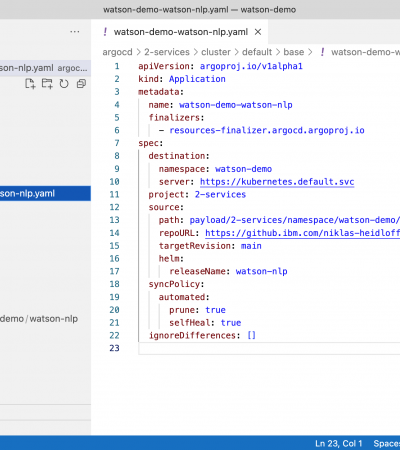 watson-demo-watson-nlp.yaml — watson-demo
son-nlp.yaml argoc...
son-nlp.yaml
demo/watson-nlp
! watson-demo-watson-nlp.yaml ×
argocd > 2-services > cluster > default > base > ! watson-demo-w
1 apiVersion: argoproj.io/v1alpha1
2 kind: Application
3 metadata:
4 name: watson-demo-watson-nlp
5 finalizers:
6 - resources-finalizer.argocd.argoproj.io
7 spec:
8 destination:
9 namespace: watson-demo
10 server: https://kubernetes.default.svc
11 project: 2-services
12 source:
13 path: payload/2-services/namespace/watson-demo/
14 repoURL: https://github.ibm.com/niklas-heidloff
15 targetRevision: main
16 helm:
17 releaseName: watson-nlp
18 syncPolicy:
19 automated:
20 prune: true
21 selfHeal: true
22 ignoreDifferences: []
23
Ln 23, Col 1 Spaces